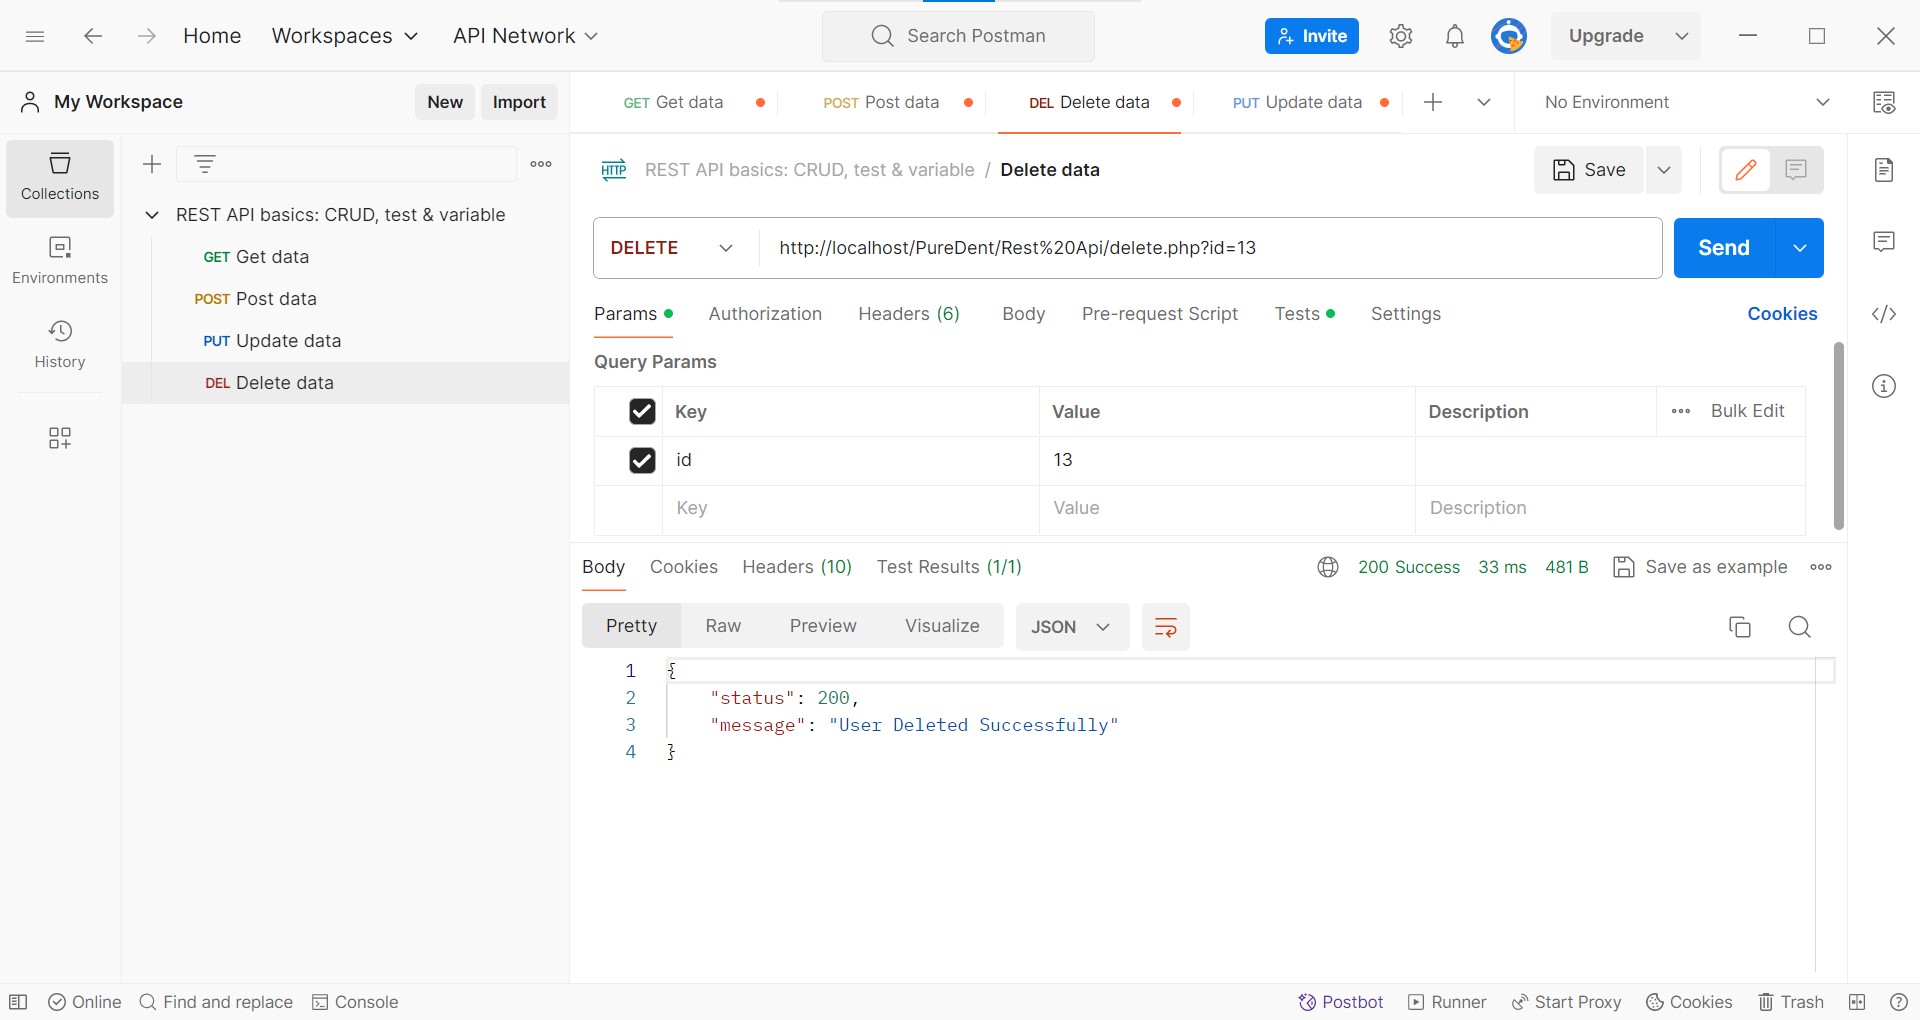 Home Workspaces API Network Search Postman Invite Upgrade
My Workspace New Import
GET Get data POST Post data DEL Delete data PUT Update data No Environment
Collections
Environments
History
REST API basics: CRUD, test & variable
GET Get data
POST Post data
PUT Update data
DEL Delete data
HTTP REST API basics: CRUD, test & variable / Delete data Save
DELETE http://localhost/PureDent/Rest%20Api/delete.php?id=13 Send
Params Authorization Headers (6) Body Pre-request Script Tests Settings Cookies
Query Params
Key Value Description Bulk Edit
id 13
Key Value Description
Body Cookies Headers (10) Test Results (1/1) 200 Success 33 ms 481 B Save as example
Pretty Raw Preview Visualize JSON
1 {
2 "status": 200,
3 "message": "User Deleted Successfully"
4 }
Online Find and replace Console Postbot Runner Start Proxy Cookies Trash